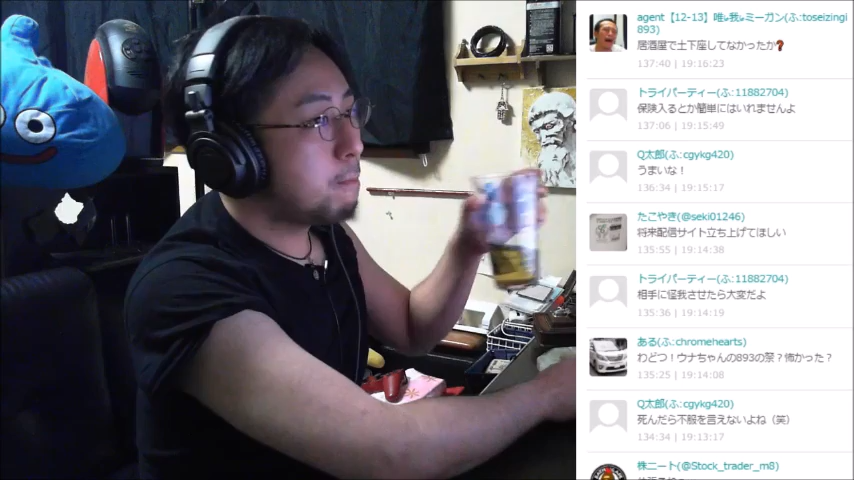 agent【12-13】唯我ミーガン(ふ:toseizingi
893)
居酒屋で土下座してなかったか❓
137:40 | 19:16:23
トライパーティー(ふ:11882704)
保険入るとか簡単にはいれませんよ
137:06 | 19:15:49
Q太郎(ふ:cgykg420)
うまいな！
136:34 | 19:15:17
たこやき(@seki01246)
将来配信サイト立ち上げてほしい
135:55 | 19:14:38
トライパーティー(ふ:11882704)
相手に怪我させたら大変だよ
135:36 | 19:14:19
ある(ふ:chromehearts)
わどつ！ウナちゃんの893の祭？怖かった？
135:25 | 19:14:08
Q太郎(ふ:cgykg420)
死んだら不服を言えないよね（笑）
134:34 | 19:13:17
株ニート(@Stock_trader_m8)